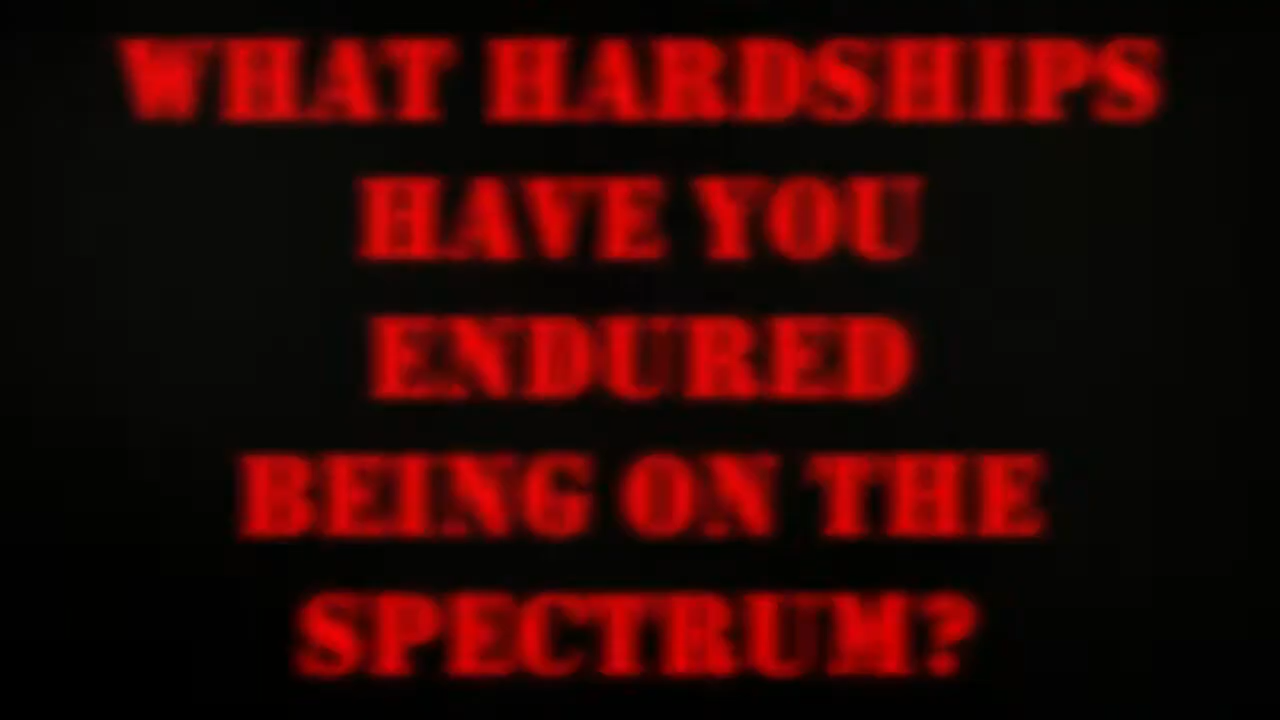 WHAT HARDSHIPS
HAVE YOU
ENDURED
BEING ON THE
SPECTRUM?